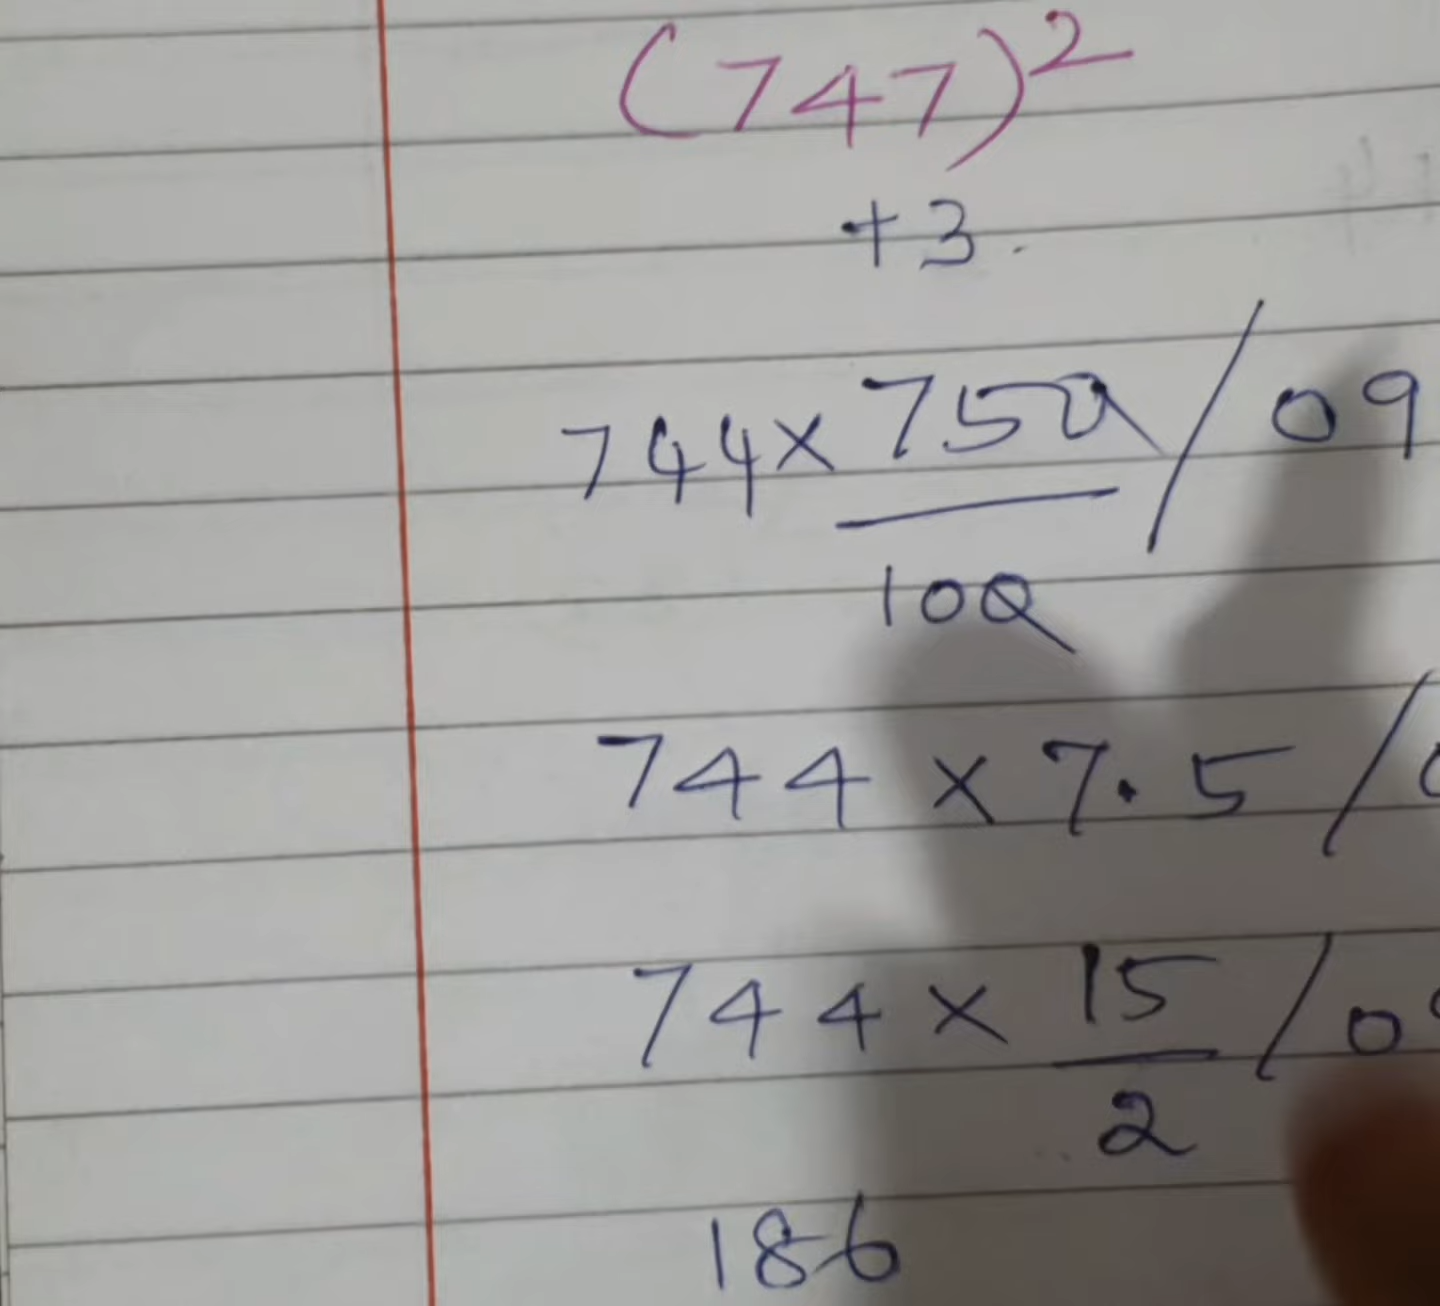 (747)²
+3.
744 × 750 / 09
100
744 × 7.5 /
744 × 15 / 0
2
186